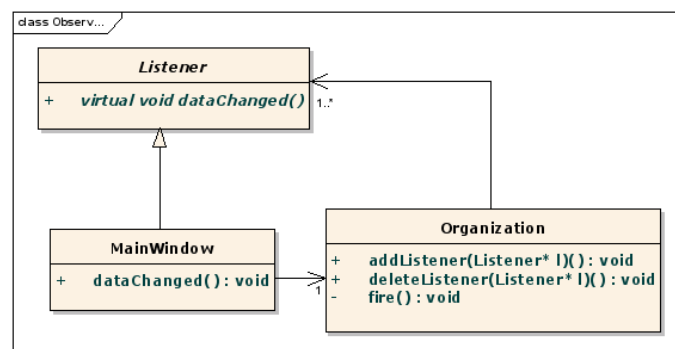 class Observ...
Listener
+ virtual void dataChanged()
1..*
MainWindow
+ dataChanged() : void
1
Organization
+ addListener(Listener* l)() : void
+ deleteListener(Listener* l)() : void
- fire() : void